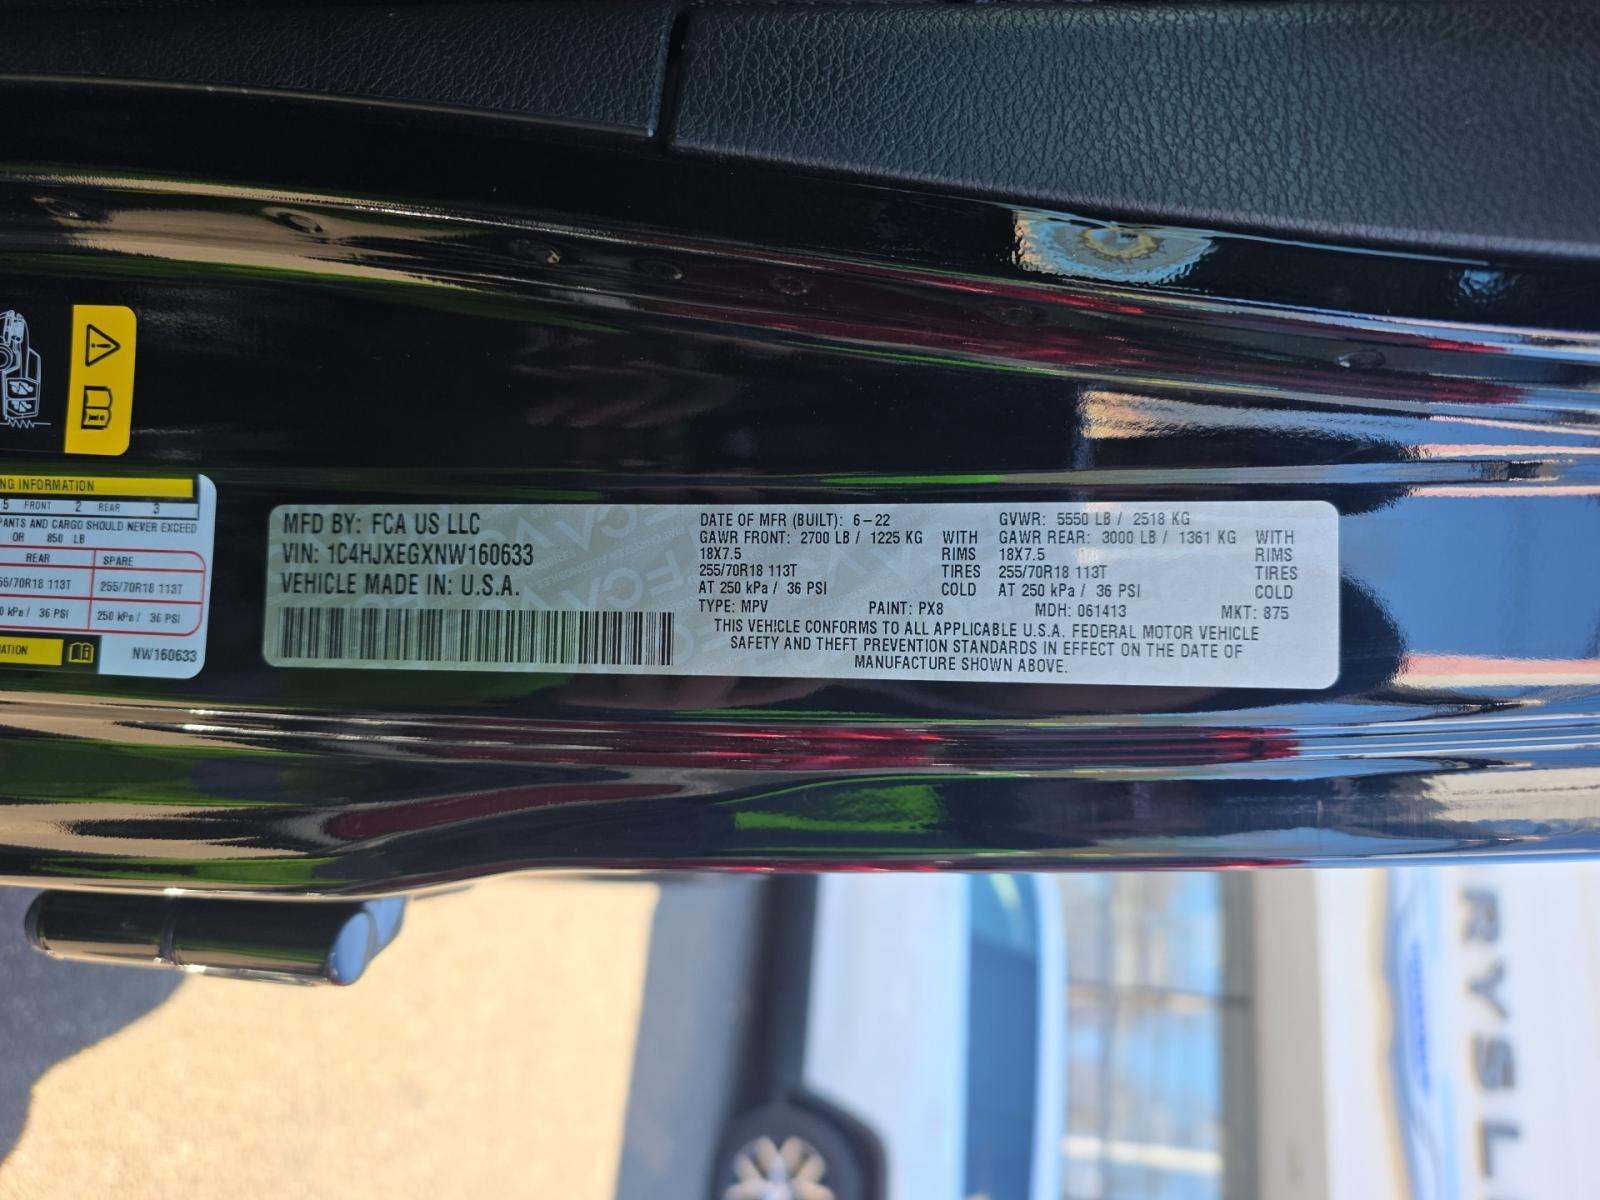 NG INFORMATION
5 FRONT 2 REAR 3
PANTS AND CARGO SHOULD NEVER EXCEED
OR 850 LB
REAR SPARE
55/70R18 113T 255/70R18 113T
0 kPa / 36 PSI 250 kPa / 36 PSI
MATION
NW160633
MFD BY: FCA US LLC
VIN: 1C4HJXEGXNW160633
VEHICLE MADE IN: U.S.A.
DATE OF MFR (BUILT): 6-22 GVWR: 5550 LB / 2518 KG
GAWR FRONT: 2700 LB / 1225 KG WITH GAWR REAR: 3000 LB / 1361 KG WITH
18X7.5 RIMS 18X7.5 RIMS
255/70R18 113T TIRES 255/70R18 113T TIRES
AT 250 kPa / 36 PSI COLD AT 250 kPa / 36 PSI COLD
TYPE: MPV PAINT: PX8 MDH: 061413 MKT: 875
THIS VEHICLE CONFORMS TO ALL APPLICABLE U.S.A. FEDERAL MOTOR VEHICLE
SAFETY AND THEFT PREVENTION STANDARDS IN EFFECT ON THE DATE OF
MANUFACTURE SHOWN ABOVE.
RYSL